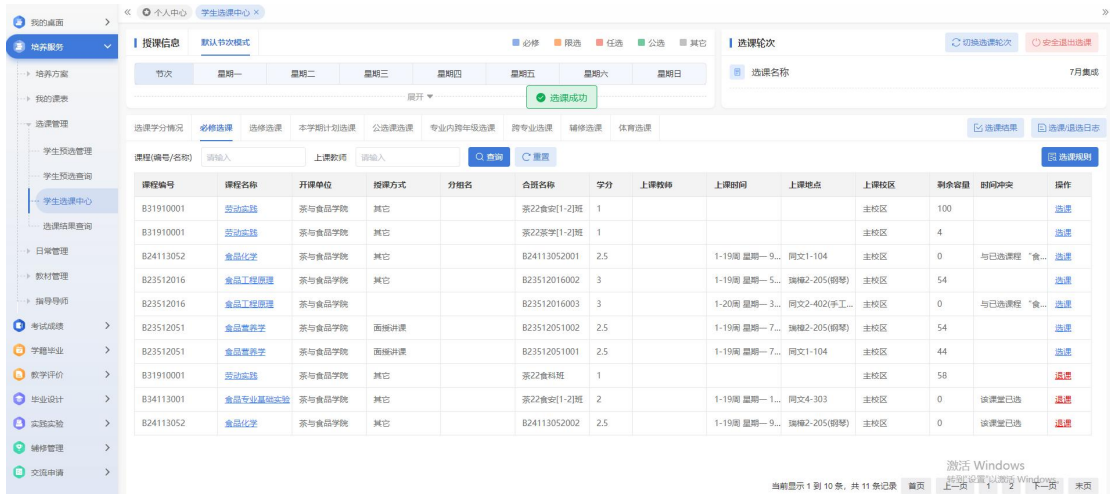 我的桌面
培养服务
培养方案
我的课表
选课管理
学生预选管理
学生预选查询
学生选课中心
选课结果查询
日常管理
教材管理
指导导师
考试成绩
学籍毕业
教学评价
毕业设计
实践实验
辅修管理
交流申请
个人中心 学生选课中心 ×
授课信息 默认节次模式 必修 限选 任选 公选 其它
节次 星期一 星期二 星期三 星期四 星期五 星期六 星期日
展开
选课成功
选课轮次 切换选课轮次 安全退出选课
选课名称 7月集成
选课学分情况 必修选课 选修选课 本学期计划选课 公选课选课 专业内跨年级选课 跨专业选课 辅修选课 体育选课 选课结果 选课/退选日志
课程(编号/名称) 请输入 上课教师 请输入 查询 重置 选课规则
课程编号 课程名称 开课单位 授课方式 分组名 合班名称 学分 上课教师 上课时间 上课地点 上课校区 剩余容量 时间冲突 操作
B31910001 劳动实践 茶与食品学院 其它 茶22食安[1-2]班 1 主校区 100 选课
B31910001 劳动实践 茶与食品学院 其它 茶22茶学[1-2]班 1 主校区 4 选课
B24113052 食品化学 茶与食品学院 其它 B24113052001 2.5 1-19周 星期一 9... 同文1-104 主校区 0 与已选课程 “食... 选课
B23512016 食品工程原理 茶与食品学院 其它 B23512016002 3 1-19周 星期一 5... 瑞樟2-205(钢琴) 主校区 54 选课
B23512016 食品工程原理 茶与食品学院 B23512016003 3 1-20周 星期一 3... 同文2-402(手工... 主校区 0 与已选课程 “食... 选课
B23512051 食品营养学 茶与食品学院 面授讲课 B23512051002 2.5 1-19周 星期一 7... 瑞樟2-205(钢琴) 主校区 54 选课
B23512051 食品营养学 茶与食品学院 面授讲课 B23512051001 2.5 1-19周 星期一 7... 同文1-104 主校区 44 选课
B31910001 劳动实践 茶与食品学院 其它 茶22食科班 1 主校区 58 退课
B34113001 食品专业基础实验 茶与食品学院 其它 茶22食安[1-2]班 2 1-19周 星期一 1... 同文4-303 主校区 0 该课堂已选 退课
B24113052 食品化学 茶与食品学院 其它 B24113052002 2.5 1-19周 星期一 9... 瑞樟2-205(钢琴) 主校区 0 该课堂已选 退课
激活 Windows
转到"设置"以激活 Windows。
当前显示 1 到 10 条，共 11 条记录 首页 上一页 1 2 下一页 末页